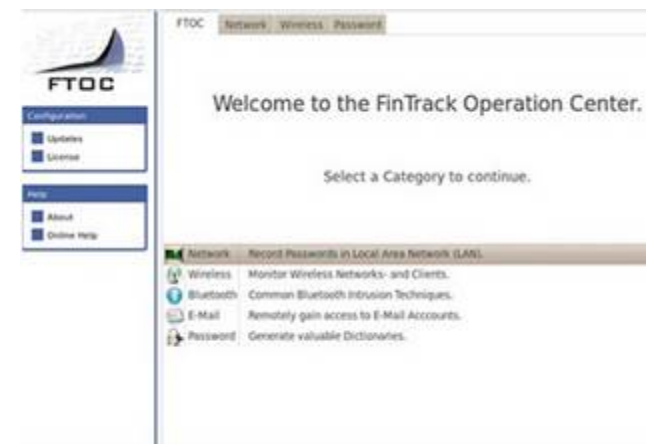 FTOC Network Wireless Password
FTOC
Welcome to the FinTrack Operation Center.
Select a Category to continue.
Configuration
Updates
License
Help
About
Online Help
Network Record Passwords in Local Area Network (LAN).
Wireless Monitor Wireless Networks- and Clients.
Bluetooth Common Bluetooth Intrusion Techniques.
E-Mail Remotely gain access to E-Mail Acccounts.
Password Generate valuable Dictionaries.